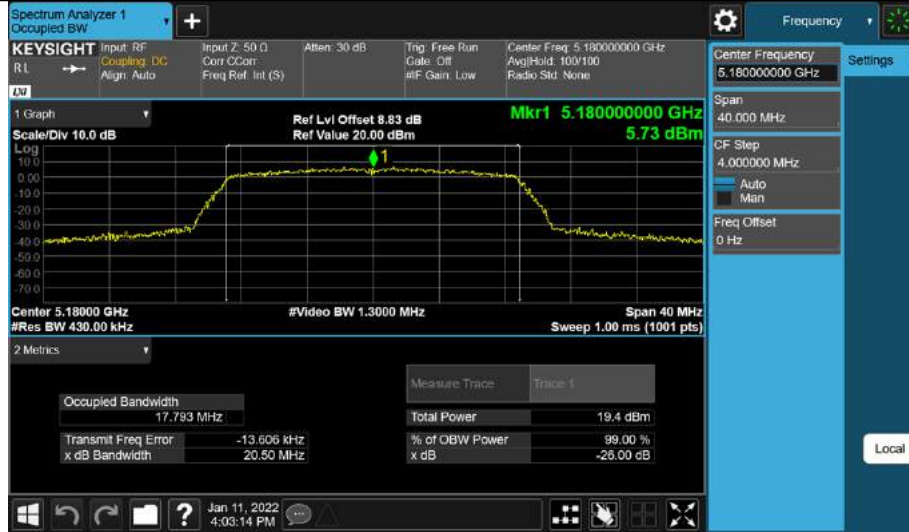 Spectrum Analyzer 1
Occupied BW
+
Frequency
KEYSIGHT
RL
LXI
Input: RF
Coupling: DC
Align: Auto
Input Z: 50 Ω
Corr CCorr
Freq Ref: Int (S)
Atten: 30 dB
Trig: Free Run
Gate: Off
#IF Gain: Low
Center Freq: 5.180000000 GHz
Avg|Hold: 100/100
Radio Std: None
Center Frequency
5.180000000 GHz
Settings
Span
40.000 MHz
CF Step
4.000000 MHz
Auto
Man
Freq Offset
0 Hz
Local
1 Graph
Scale/Div 10.0 dB
Ref Lvl Offset 8.83 dB
Ref Value 20.00 dBm
Mkr1 5.180000000 GHz
5.73 dBm
Log
10.0
0.00
-10.0
-20.0
-30.0
-40.0
-50.0
-60.0
-70.0
1
Center 5.18000 GHz
#Video BW 1.3000 MHz
Span 40 MHz
#Res BW 430.00 kHz
Sweep 1.00 ms (1001 pts)
2 Metrics
Measure Trace
Trace 1
Occupied Bandwidth
17.793 MHz
Total Power
19.4 dBm
Transmit Freq Error
-13.606 kHz
% of OBW Power
99.00 %
x dB Bandwidth
20.50 MHz
x dB
-26.00 dB
?
Jan 11, 2022
4:03:14 PM